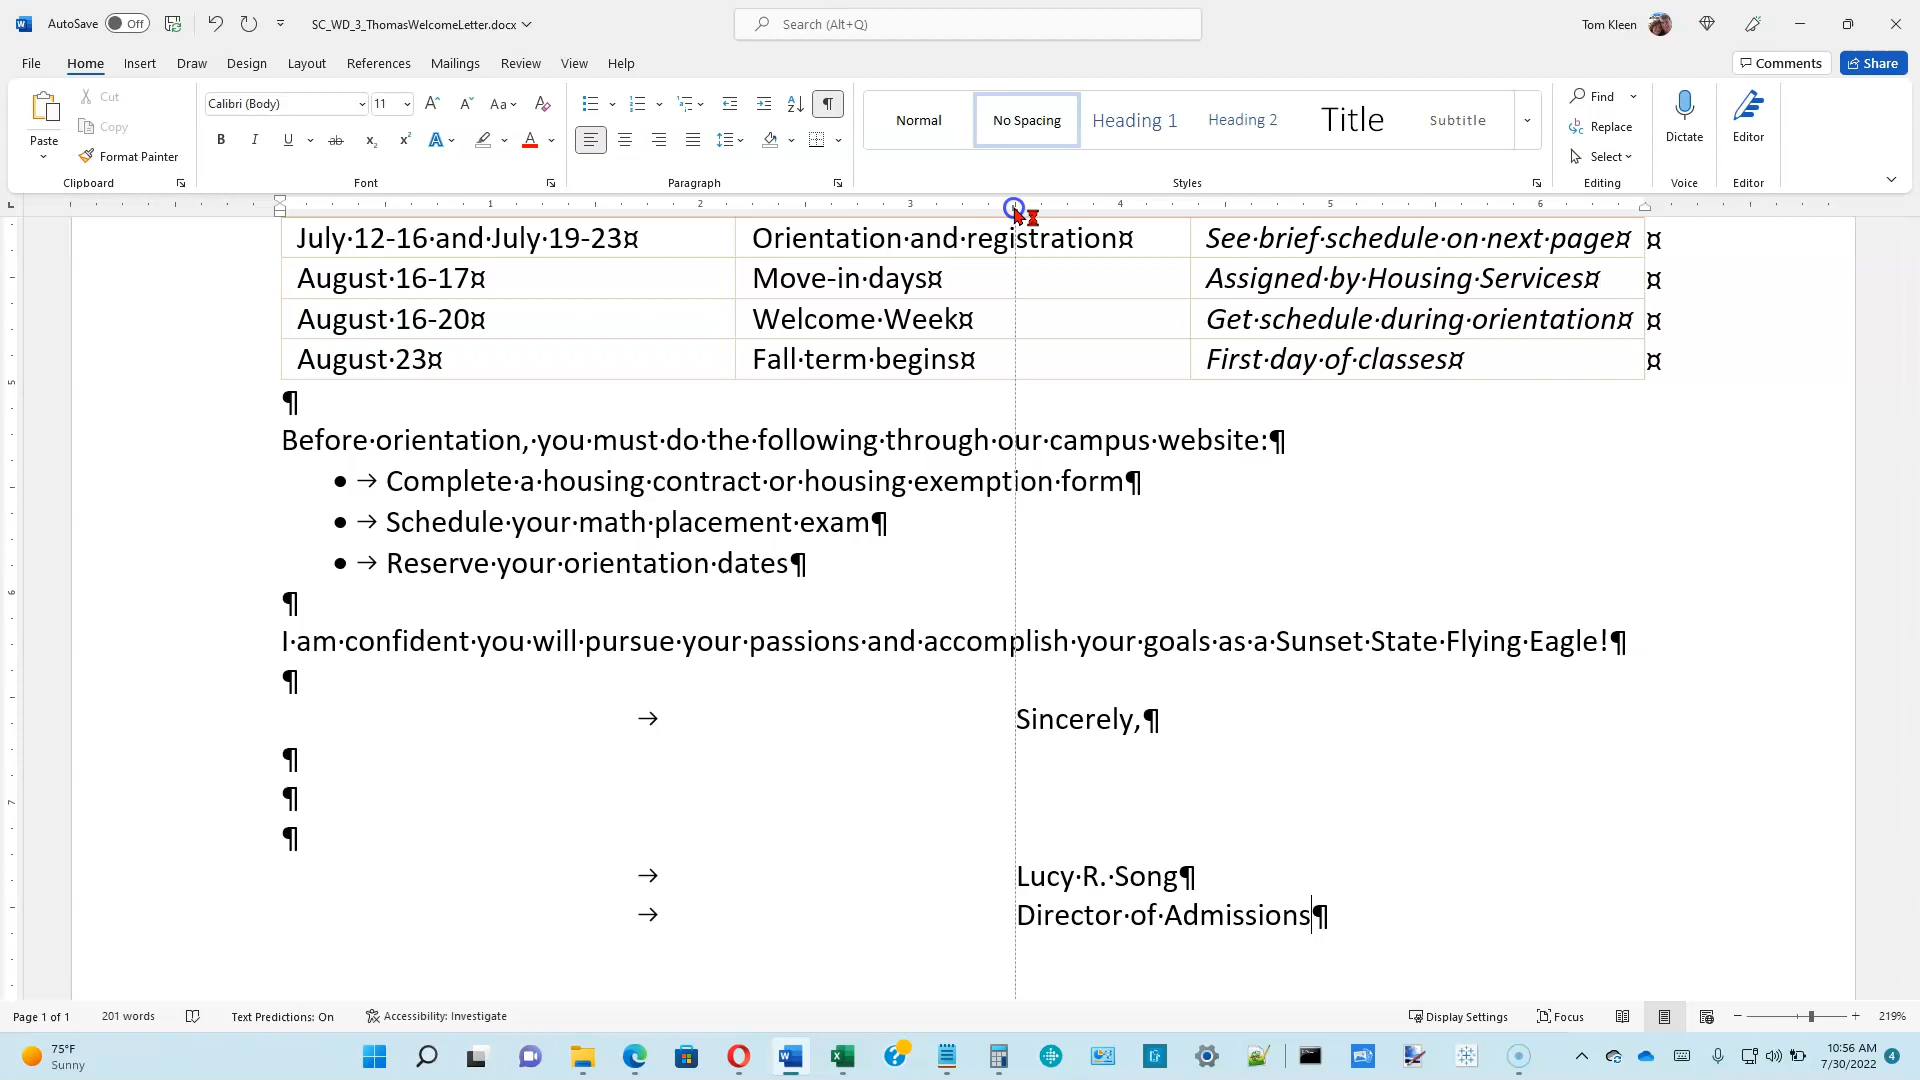 AutoSave Off SC_WD_3_ThomasWelcomeLetter.docx Search (Alt+Q) Tom Kleen
File Home Insert Draw Design Layout References Mailings Review View Help Comments Share
Paste Cut Copy Format Painter
Clipboard
Calibri (Body) 11
Font
Paragraph
Normal No Spacing Heading 1 Heading 2 Title Subtitle
Styles
Find Replace Select
Editing
Dictate
Voice
Editor
Editor
1 2 3 4 5 6
July·12-16·and·July·19-23¤ Orientation·and·registration¤ See·brief·schedule·on·next·page¤ ¤
August·16-17¤ Move-in·days¤ Assigned·by·Housing·Services¤ ¤
August·16-20¤ Welcome·Week¤ Get·schedule·during·orientation¤ ¤
August·23¤ Fall·term·begins¤ First·day·of·classes¤ ¤
¶
Before·orientation,·you·must·do·the·following·through·our·campus·website:¶
• → Complete·a·housing·contract·or·housing·exemption·form¶
• → Schedule·your·math·placement·exam¶
• → Reserve·your·orientation·dates¶
¶
I·am·confident·you·will·pursue·your·passions·and·accomplish·your·goals·as·a·Sunset·State·Flying·Eagle!¶
¶
→ Sincerely,¶
¶
¶
¶
→ Lucy·R.·Song¶
→ Director·of·Admissions¶
Page 1 of 1 201 words Text Predictions: On Accessibility: Investigate Display Settings Focus 219%
75°F
Sunny
10:56 AM
7/30/2022
4